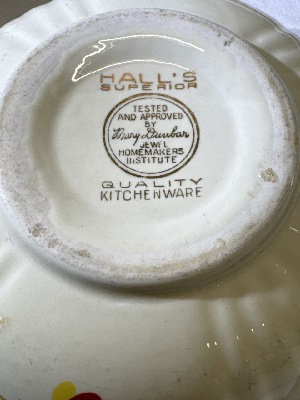 HALL'S
SUPERIOR
TESTED
AND APPROVED
BY
Mary Dunbar
JEWEL
HOMEMAKERS
INSTITUTE
QUALITY
KITCHENWARE